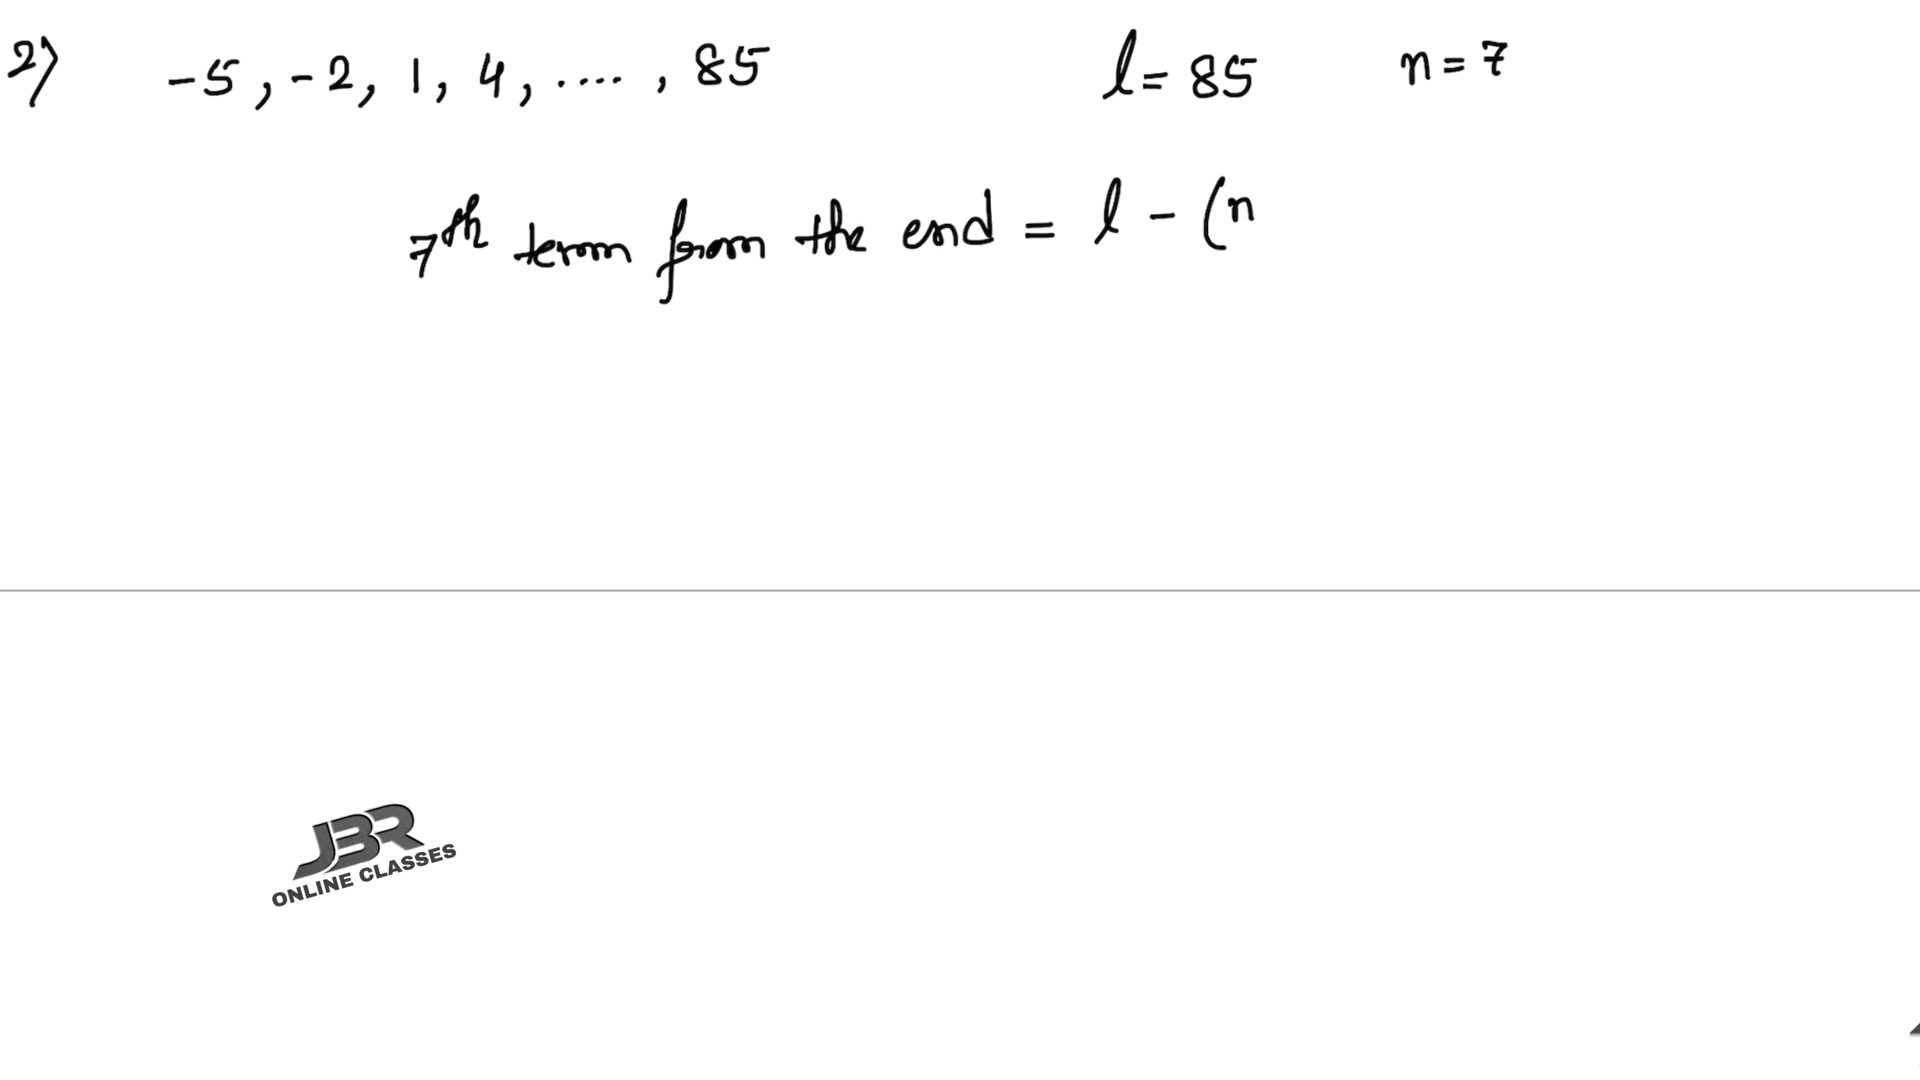 2) -5, -2, 1, 4, ...., 85 l = 85 n = 7
7th term from the end = l - (n
JBR
ONLINE CLASSES